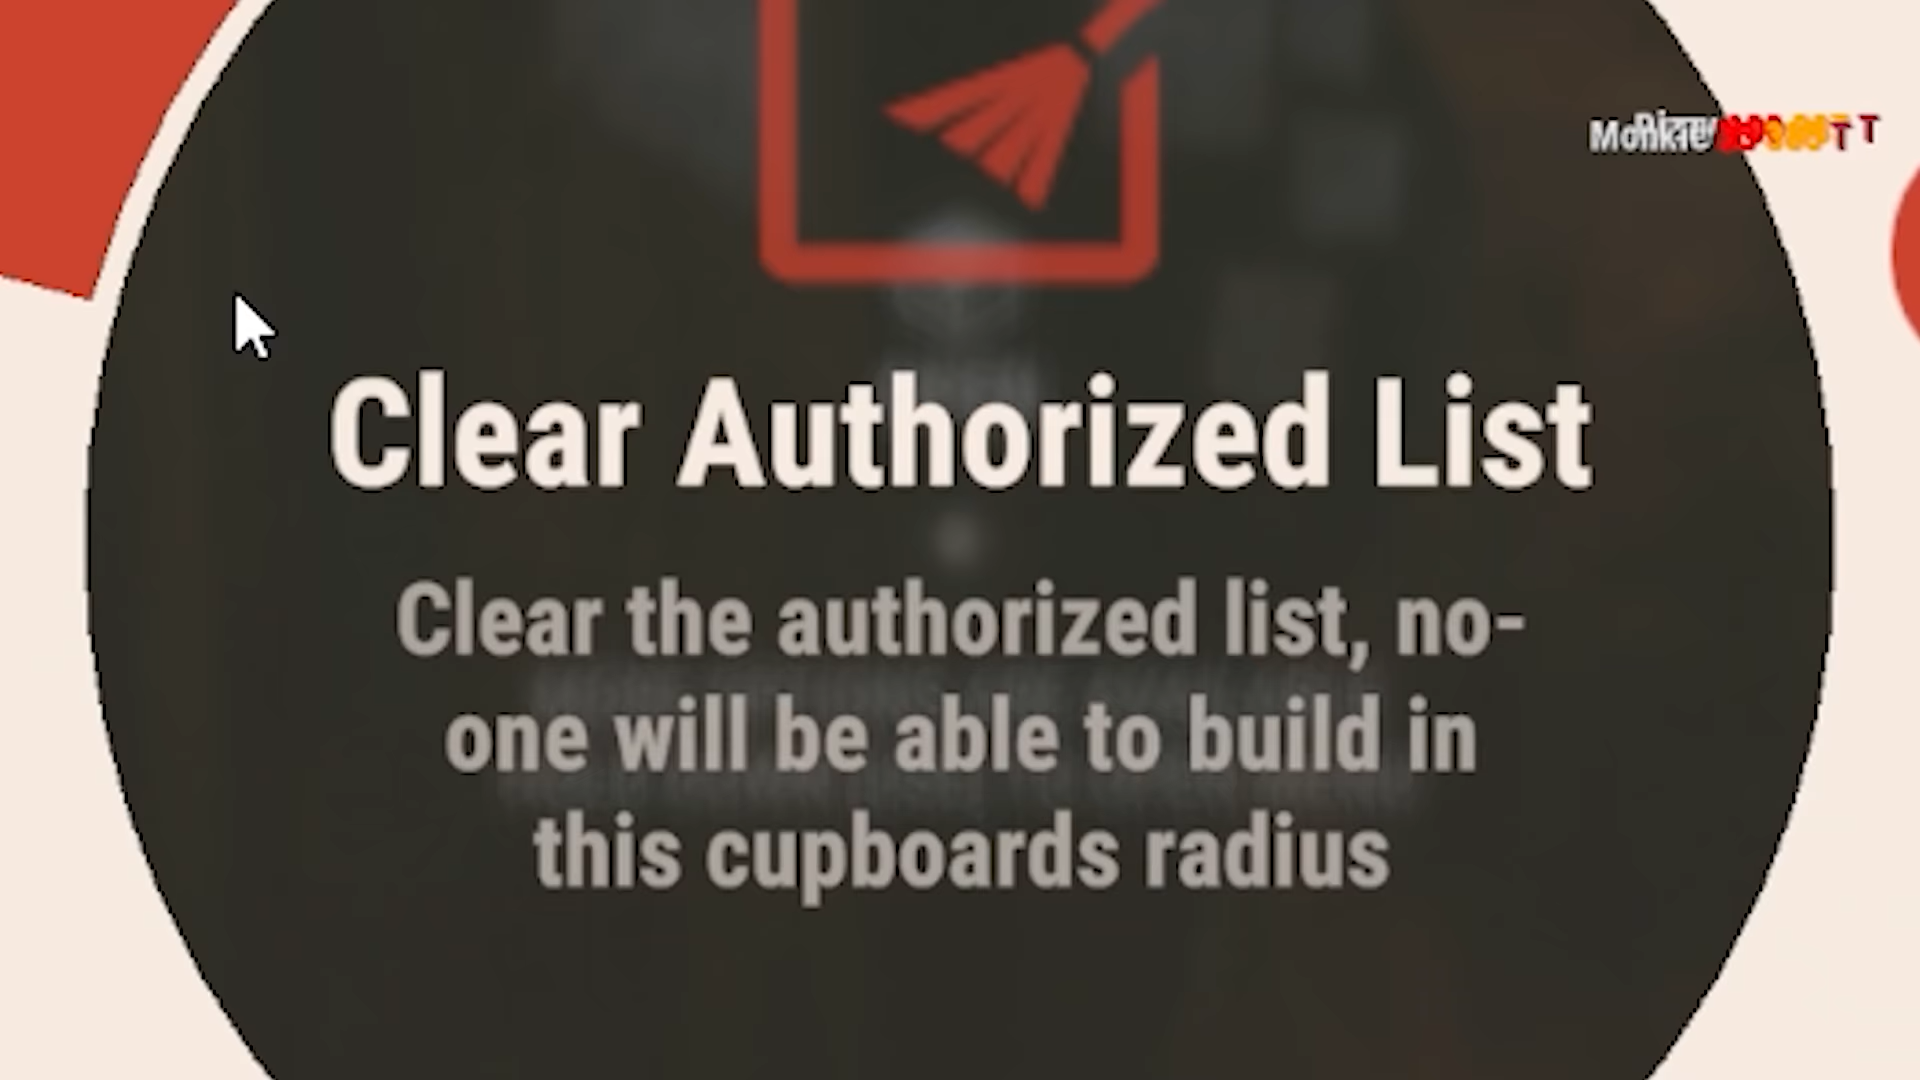 Clear Authorized List
Clear the authorized list, no-
one will be able to build in
this cupboards radius